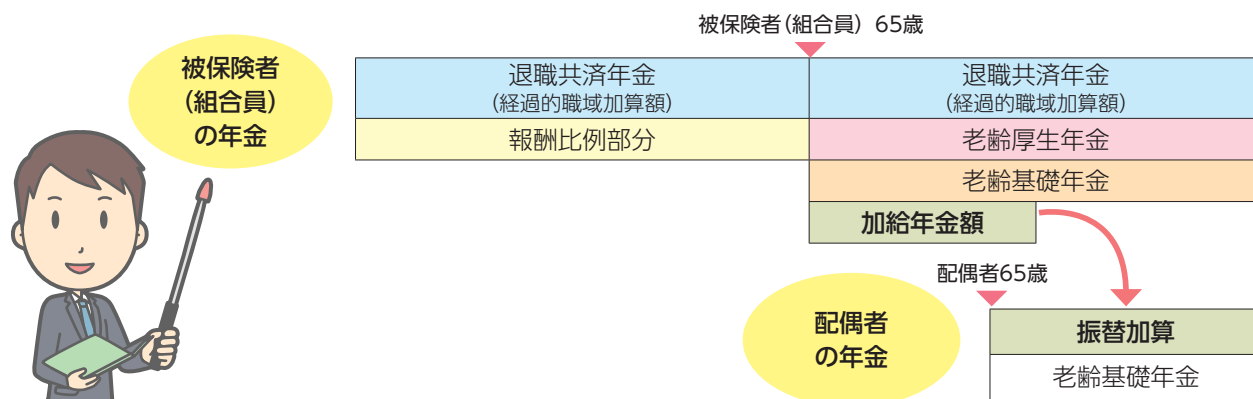 被保険者(組合員) 65歳
被保険者
(組合員)
の年金
退職共済年金
(経過的職域加算額)
退職共済年金
(経過的職域加算額)
報酬比例部分
老齢厚生年金
老齢基礎年金
加給年金額
配偶者65歳
配偶者
の年金
振替加算
老齢基礎年金